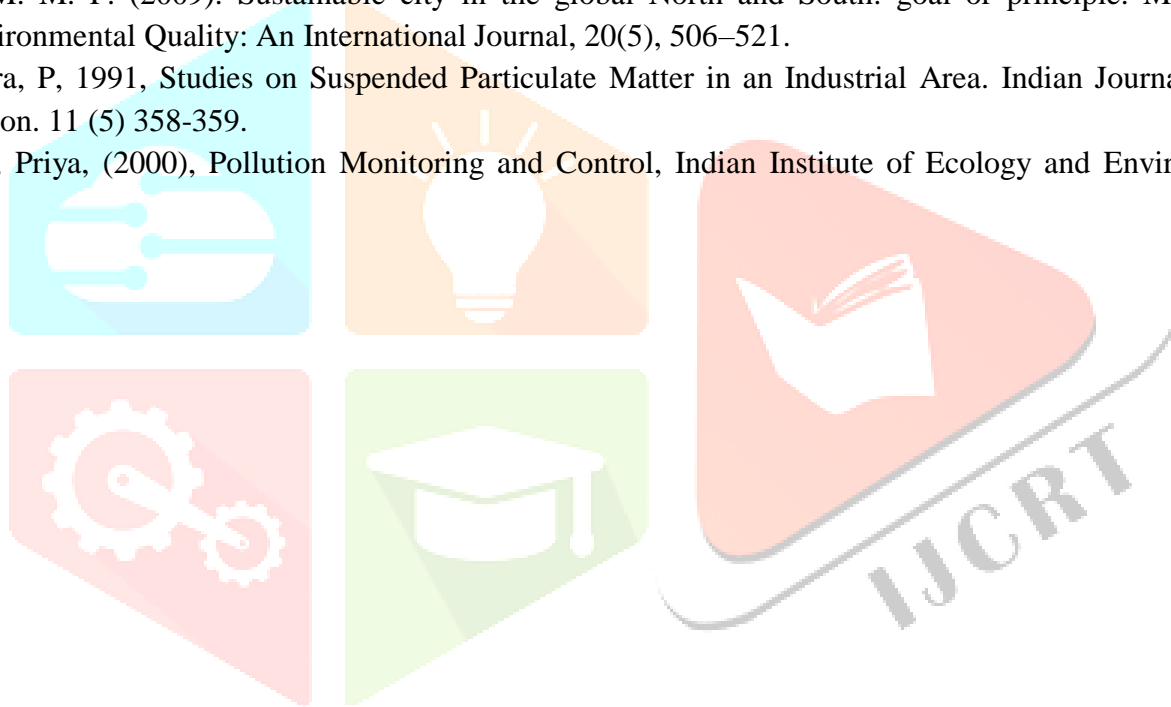 M. M. P. (2009). Sustainable city in the global North and South: goal or principle. M
vironmental Quality: An International Journal, 20(5), 506–521.
ra, P, 1991, Studies on Suspended Particulate Matter in an Industrial Area. Indian Journa
on. 11 (5) 358-359.
. Priya, (2000), Pollution Monitoring and Control, Indian Institute of Ecology and Envir
IJCRT